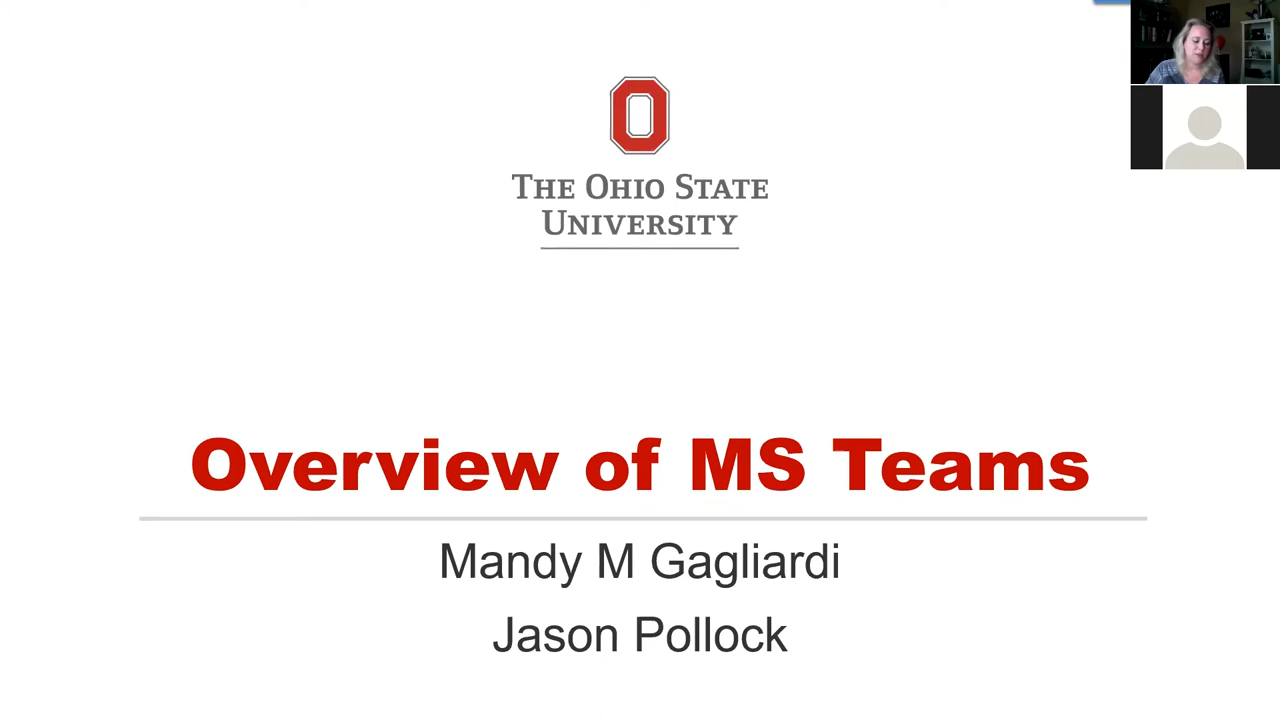 THE OHIO STATE
UNIVERSITY
Overview of MS Teams
Mandy M Gagliardi
Jason Pollock